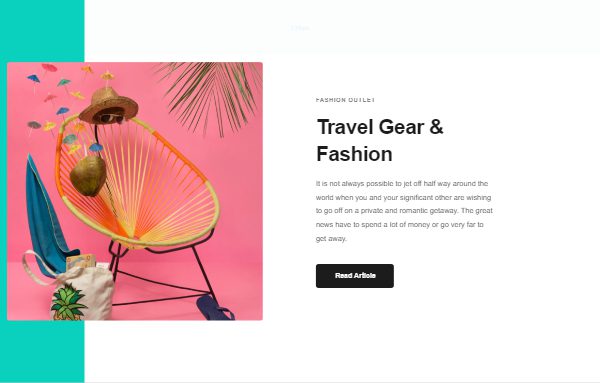 FASHION OUTLET
Travel Gear &
Fashion
It is not always possible to jet off half way around the
world when you and your significant other are wishing
to go off on a private and romantic getaway. The great
news have to spend a lot of money or go very far to
get away.
Read Article